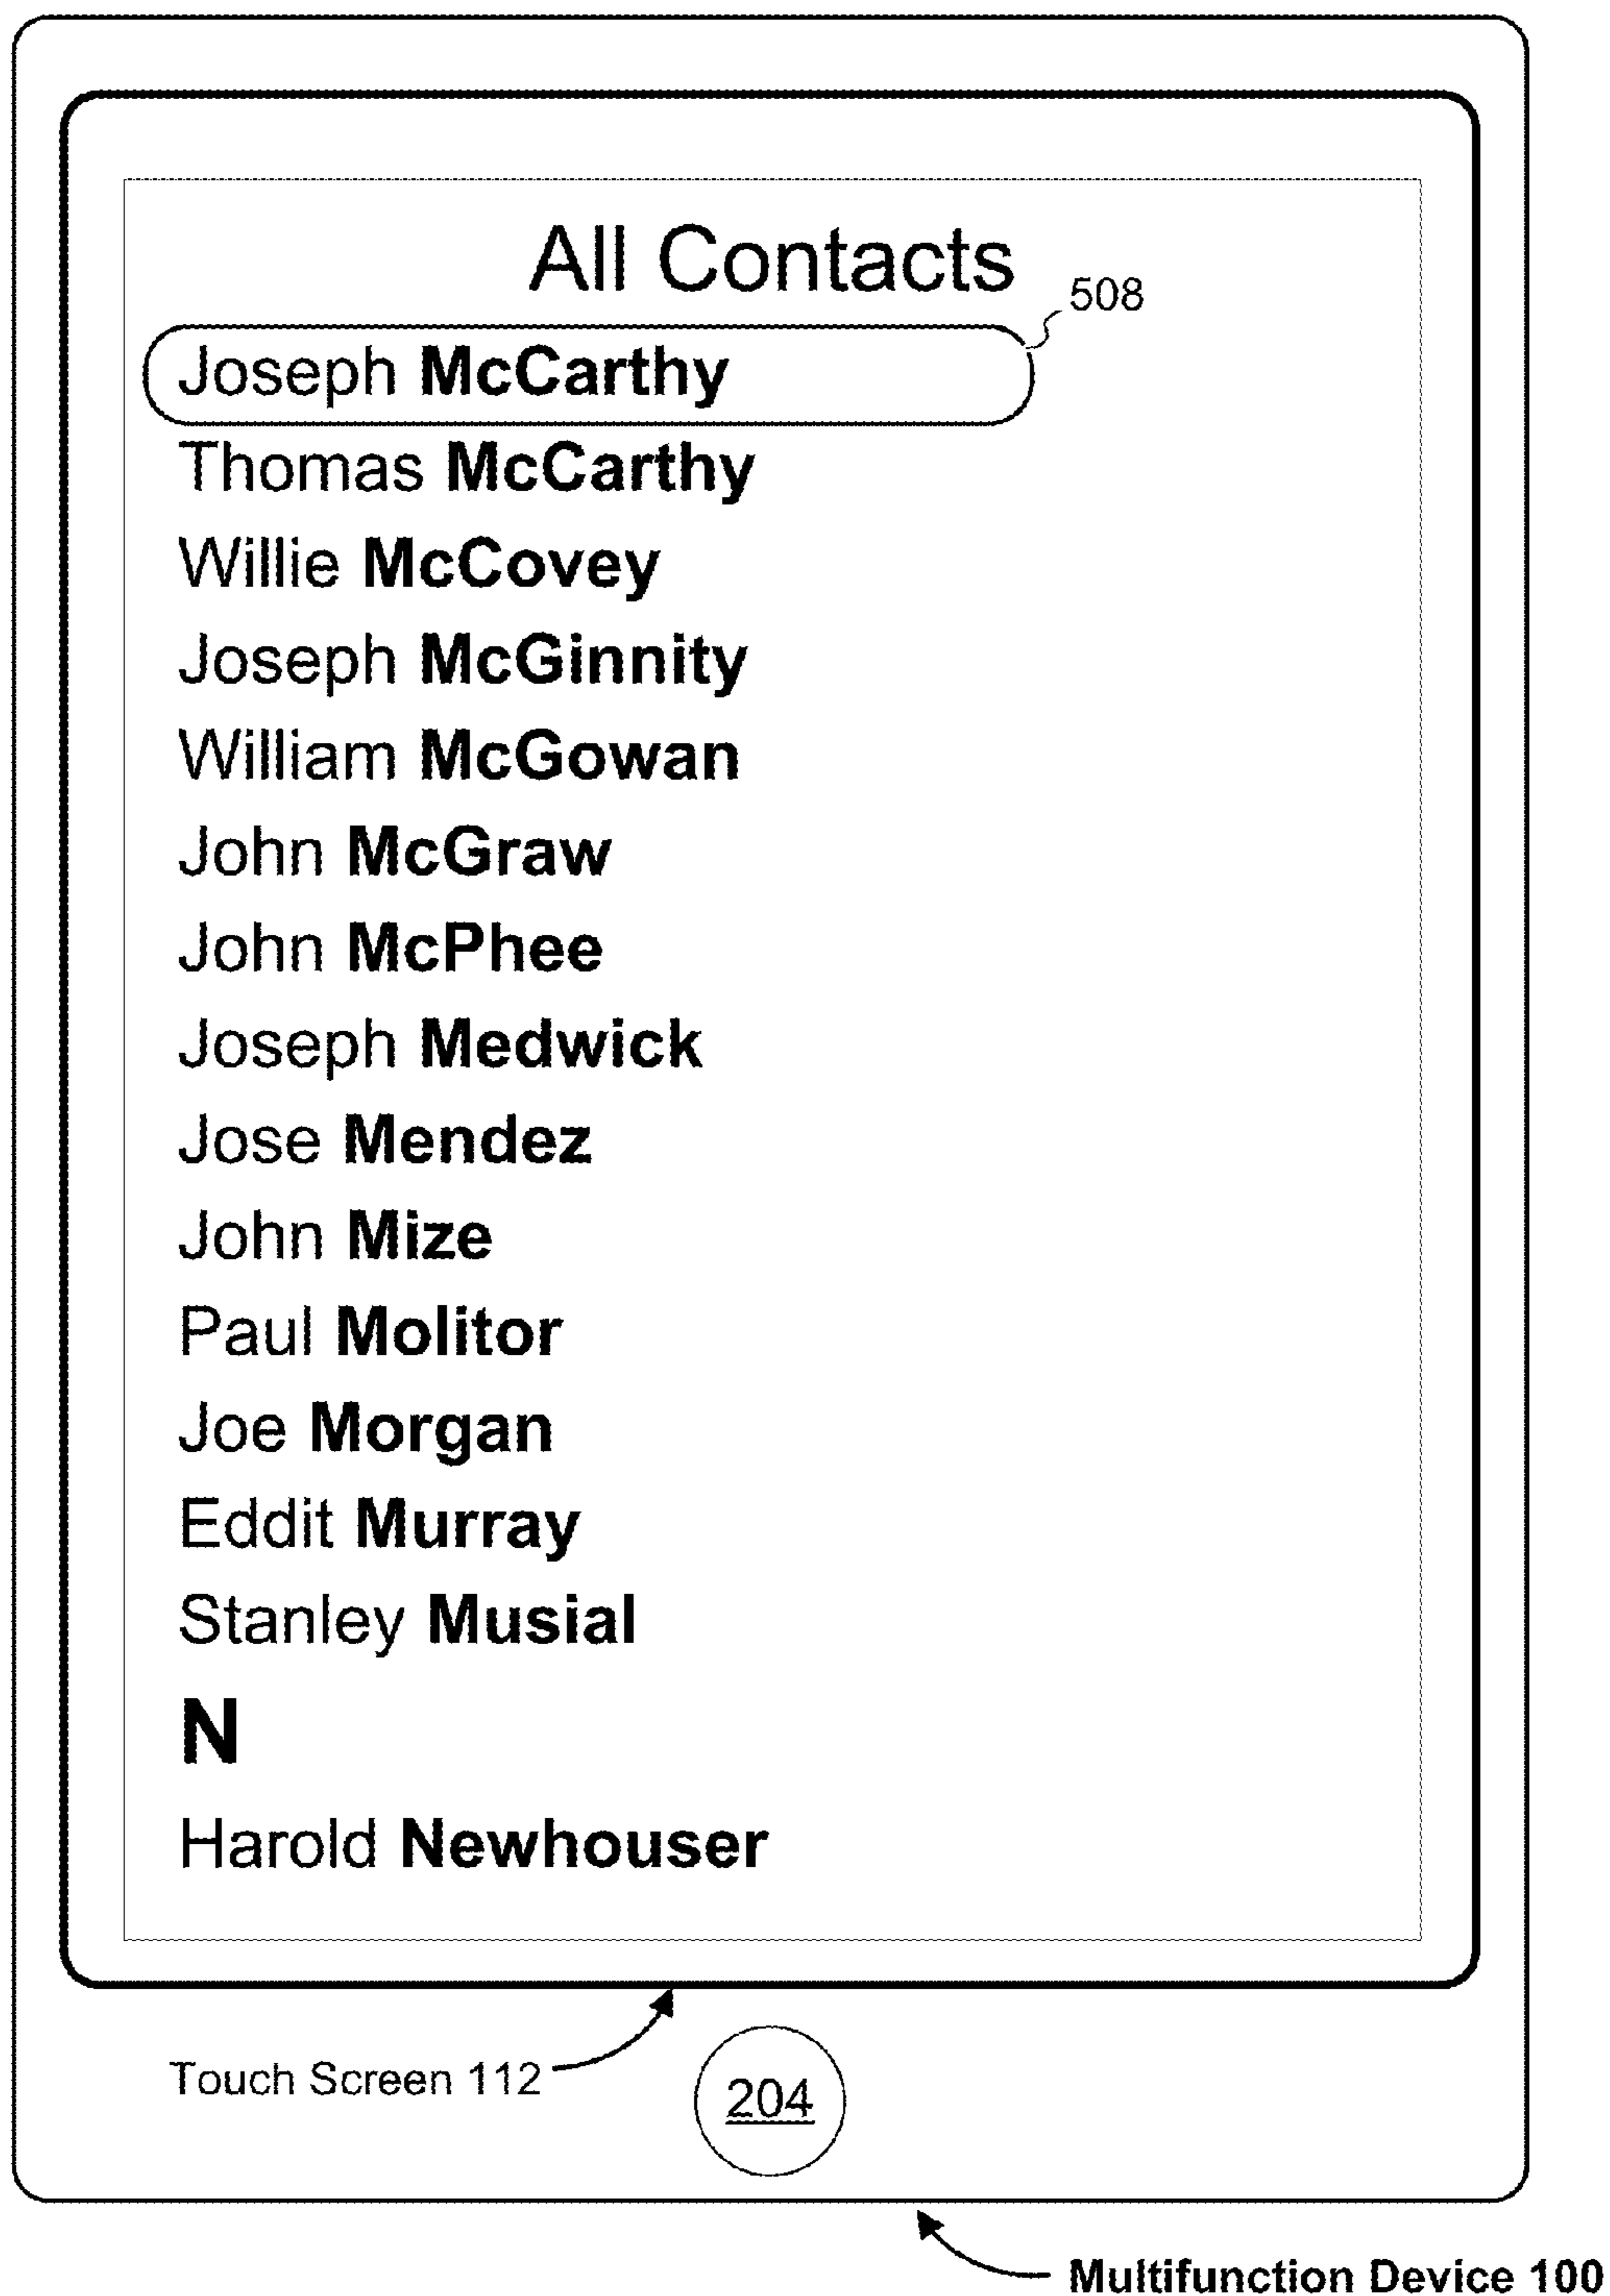 All Contacts
508
Joseph McCarthy
Thomas McCarthy
Willie McCovey
Joseph McGinnity
William McGowan
John McGraw
John McPhee
Joseph Medwick
Jose Mendez
John Mize
Paul Molitor
Joe Morgan
Eddit Murray
Stanley Musial
N
Harold Newhouser
Touch Screen 112
204
Multifunction Device 100